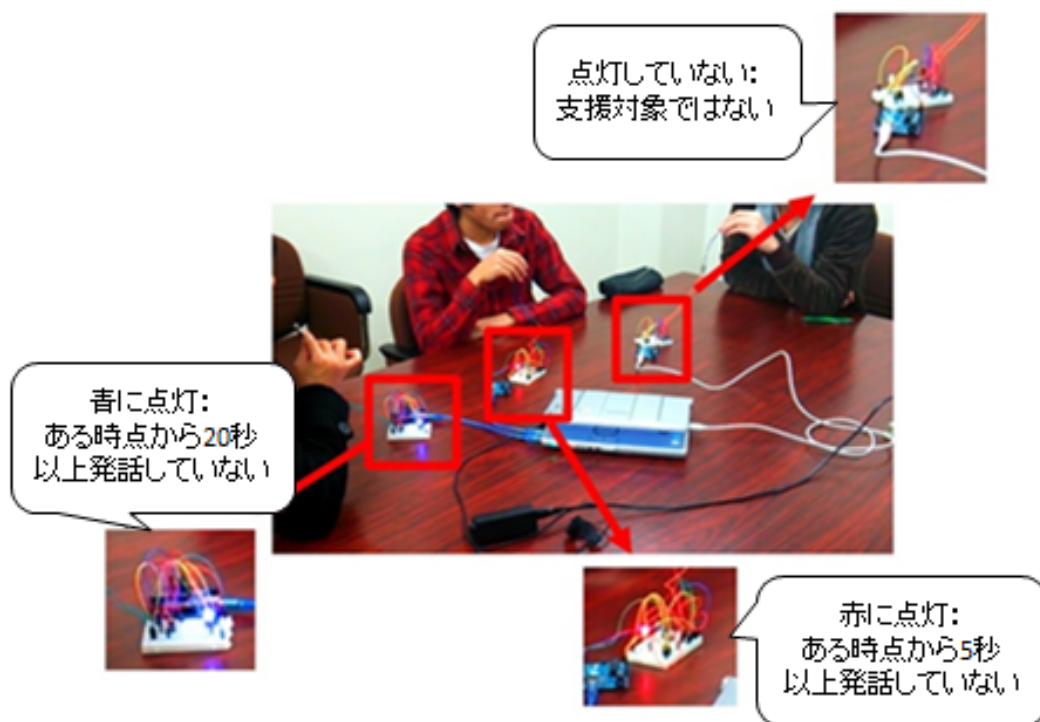 点灯していない:
支援対象ではない
青に点灯:
ある時点から20秒
以上発話していない
赤に点灯:
ある時点から5秒
以上発話していない